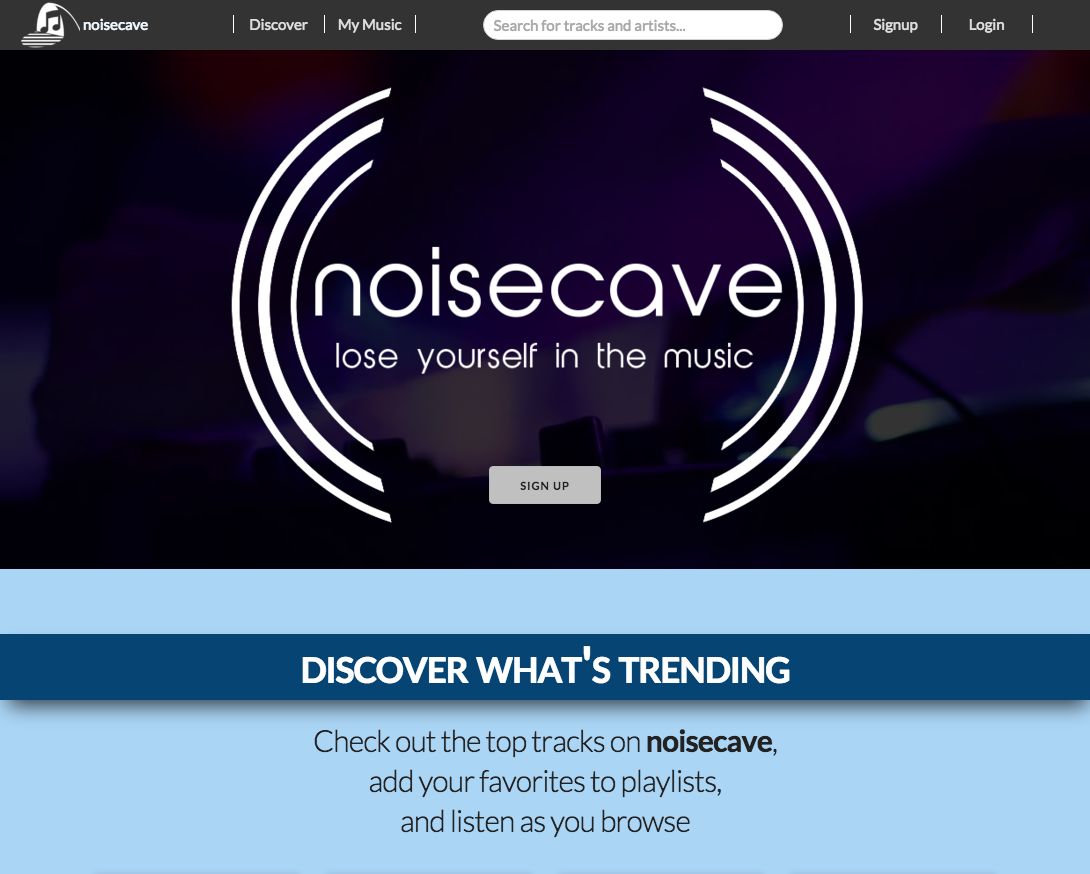 noisecave
Discover
My Music
Search for tracks and artists...
Signup
Login
noisecave
lose yourself in the music
SIGN UP
DISCOVER WHAT'S TRENDING
Check out the top tracks on noisecave,
add your favorites to playlists,
and listen as you browse